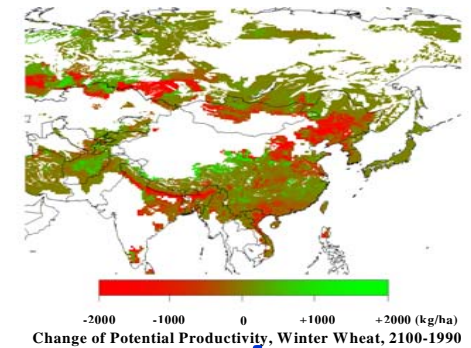 -2000 -1000 0 +1000 +2000 (kg/ha)
Change of Potential Productivity, Winter Wheat, 2100-1990